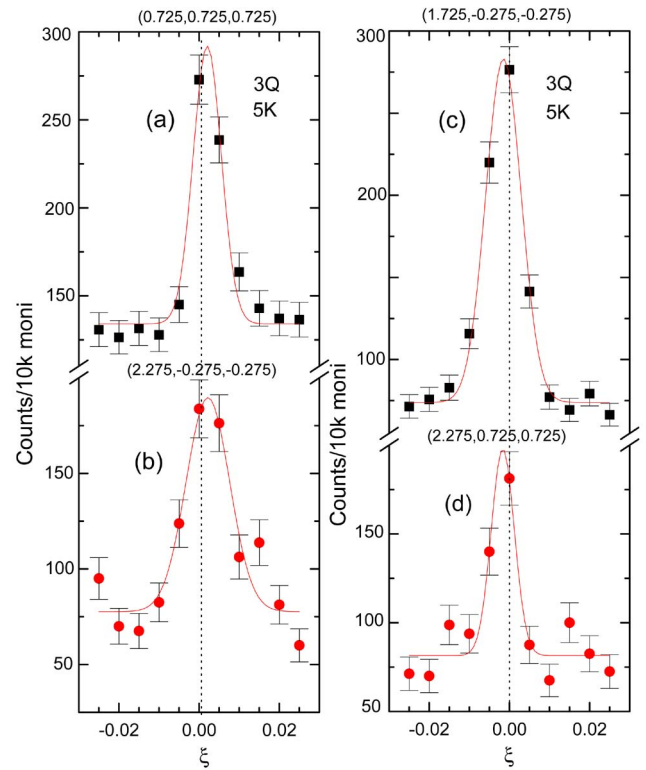 (0.725,0.725,0.725)
300
250
200
150
3Q
5K
(a)
(2.275,-0.275,-0.275)
150
100
50
(b)
Counts/10k moni
-0.02
0.00
0.02
ξ
(1.725,-0.275,-0.275)
300
200
100
3Q
5K
(c)
(2.275,0.725,0.725)
150
100
50
(d)
Counts/10k moni
-0.02
0.00
0.02
ξ